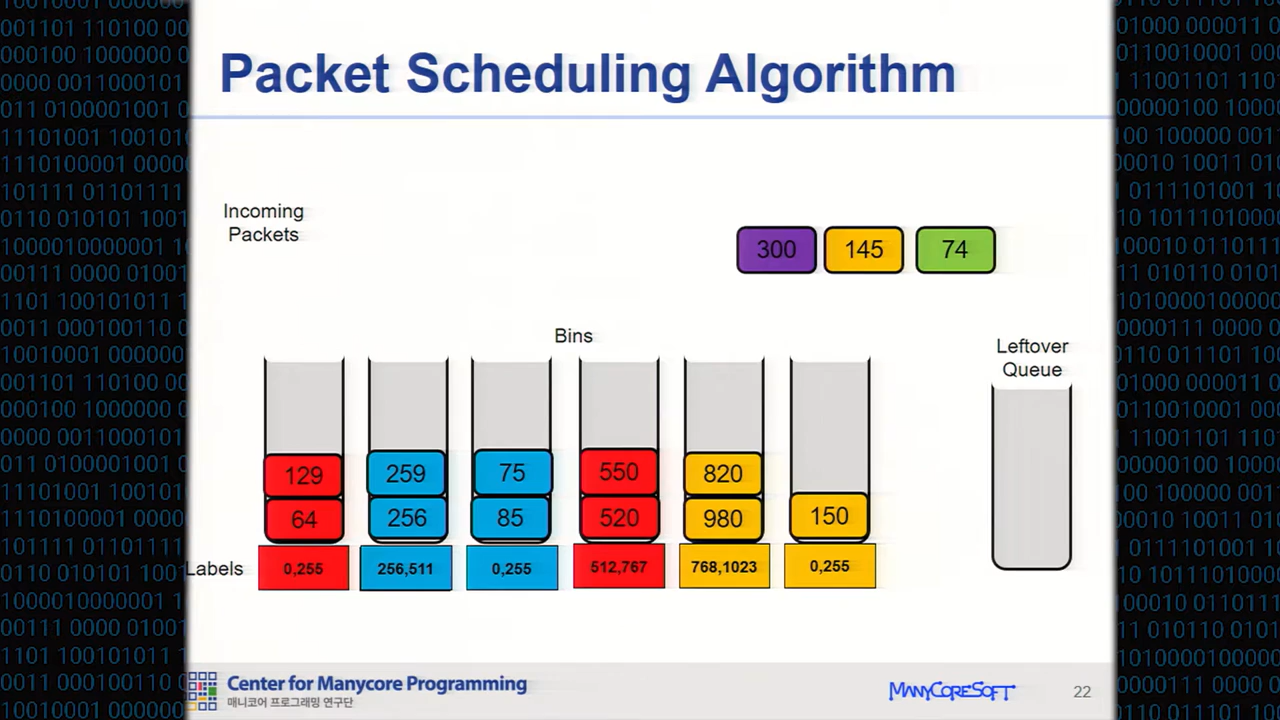 Packet Scheduling Algorithm
Incoming
Packets
300 145 74
Bins
Leftover
Queue
129 259 75 550 820
64 256 85 520 980 150
Labels 0,255 256,511 0,255 512,767 768,1023 0,255
Center for Manycore Programming
매니코어 프로그래밍 연구단
MANYCORESOFT
22